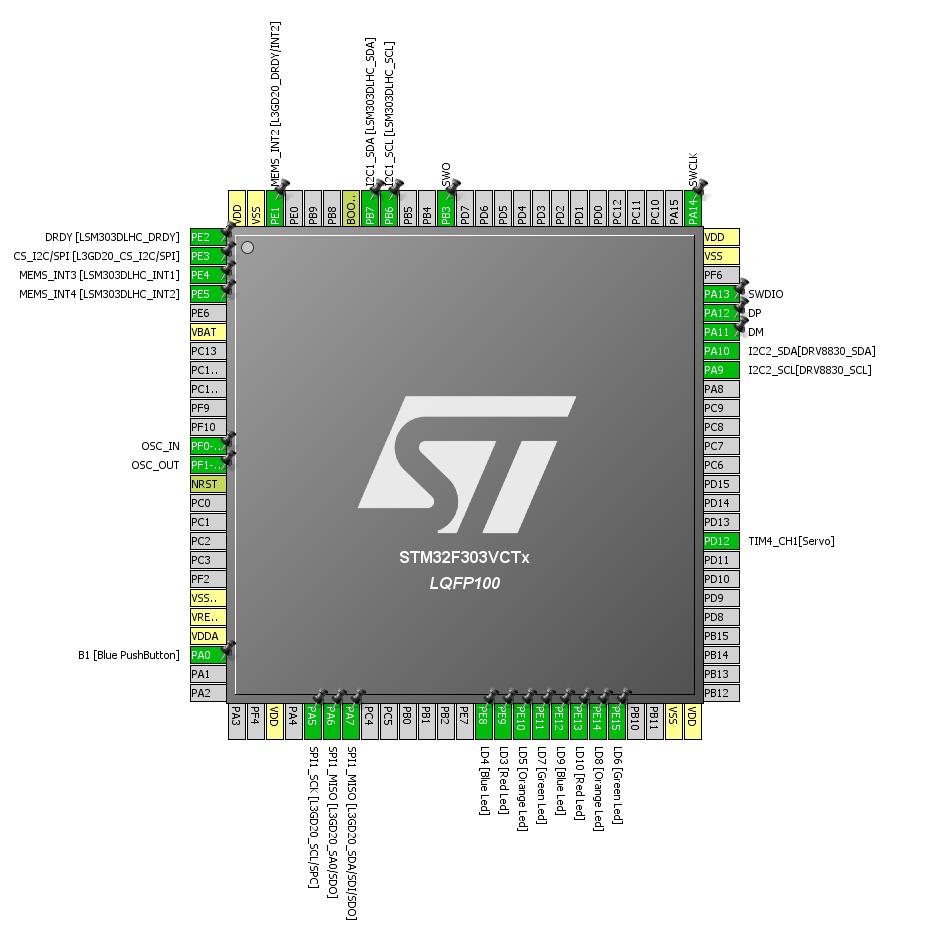 MEMS_INT2 [L3GD20_DRDY/INT2]
I2C1_SDA [LSM303DLHC_SDA]
I2C1_SCL [LSM303DLHC_SCL]
SWO
SWCLK
VDD
VSS
PE1
PE0
PB9
PB8
BOO..
PB7
PB6
PB5
PB4
PB3
PD7
PD6
PD5
PD4
PD3
PD2
PD1
PD0
PC12
PC11
PC10
PA15
PA14
DRDY [LSM303DLHC_DRDY] PE2
CS_I2C/SPI [L3GD20_CS_I2C/SPI] PE3
MEMS_INT3 [LSM303DLHC_INT1] PE4
MEMS_INT4 [LSM303DLHC_INT2] PE5
PE6
VBAT
PC13
PC1..
PC1..
PF9
PF10
OSC_IN PF0-..
OSC_OUT PF1-..
NRST
PC0
PC1
PC2
PC3
PF2
VSS..
VRE..
VDDA
B1 [Blue PushButton] PA0
PA1
PA2
ST
STM32F303VCTx
LQFP100
VDD
VSS
PF6
PA13 SWDIO
PA12 DP
PA11 DM
PA10 I2C2_SDA[DRV8830_SDA]
PA9 I2C2_SCL[DRV8830_SCL]
PA8
PC9
PC8
PC7
PC6
PD15
PD14
PD13
PD12 TIM4_CH1[Servo]
PD11
PD10
PD9
PD8
PB15
PB14
PB13
PB12
PA3
PF4
VDD
PA4
PA5
PA6
PA7
PC4
PC5
PB0
PB1
PB2
PE7
PE8
PE9
PE10
PE11
PE12
PE13
PE14
PE15
PB10
PB11
VSS
VDD
SPI1_SCK [L3GD20_SCL/SPC]
SPI1_MISO [L3GD20_SA0/SDO]
SPI1_MISO [L3GD20_SDA/SDI/SDO]
LD4 [Blue Led]
LD3 [Red Led]
LD5 [Orange Led]
LD7 [Green Led]
LD9 [Blue Led]
LD10 [Red Led]
LD8 [Orange Led]
LD6 [Green Led]